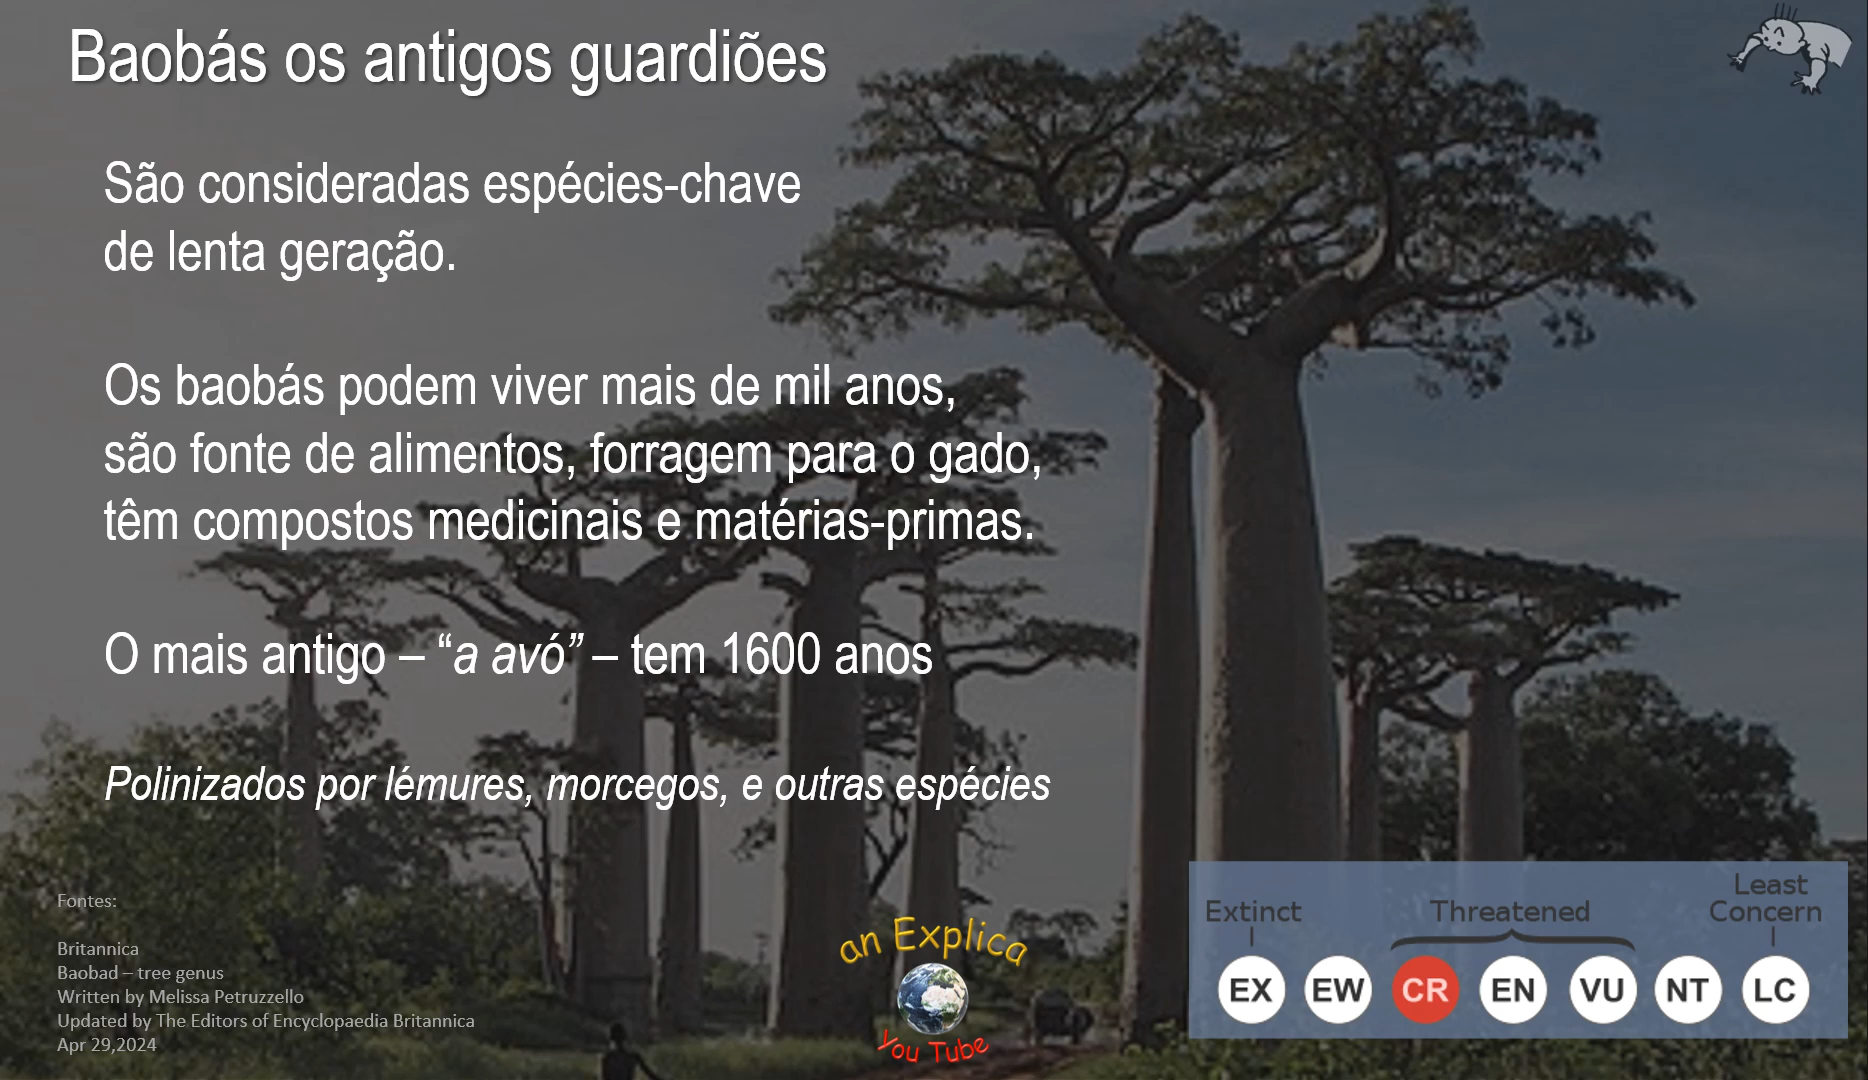 Baobás os antigos guardiões
São consideradas espécies-chave
de lenta geração.
Os baobás podem viver mais de mil anos,
são fonte de alimentos, forragem para o gado,
têm compostos medicinais e matérias-primas.
O mais antigo – “a avó” – tem 1600 anos
Polinizados por lémures, morcegos, e outras espécies
Fontes:
Britannica
Baobad – tree genus
Written by Melissa Petruzzello
Updated by The Editors of Encyclopaedia Britannica
Apr 29,2024
an Explica
You Tube
Extinct
Threatened
Least
Concern
EX EW CR EN VU NT LC